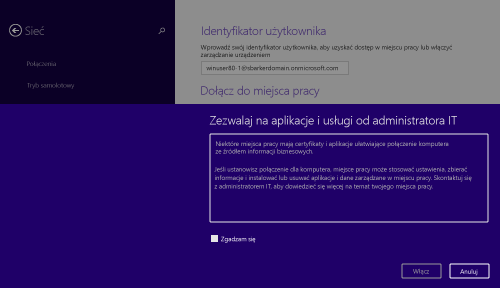 Sieć
Połączenia
Tryb samolotowy
Identyfikator użytkownika
Wprowadź swój identyfikator użytkownika, aby uzyskać dostęp w miejscu pracy lub włączyć
zarządzanie urządzeniem
winuser80-1@sbarkerdomain.onmicrosoft.com
Dołącz do miejsca pracy
Zezwalaj na aplikacje i usługi od administratora IT
Niektóre miejsca pracy mają certyfikaty i aplikacje ułatwiające połączenie komputera
ze źródłem informacji biznesowych.
Jeśli ustanowisz połączenie dla komputera, miejsce pracy może stosować ustawienia, zbierać
informacje i instalować lub usuwać aplikacje i dane zarządzane w miejscu pracy. Skontaktuj się
z administratorem IT, aby dowiedzieć się więcej na temat twojego miejsca pracy.
Zgadzam się
Włącz
Anuluj